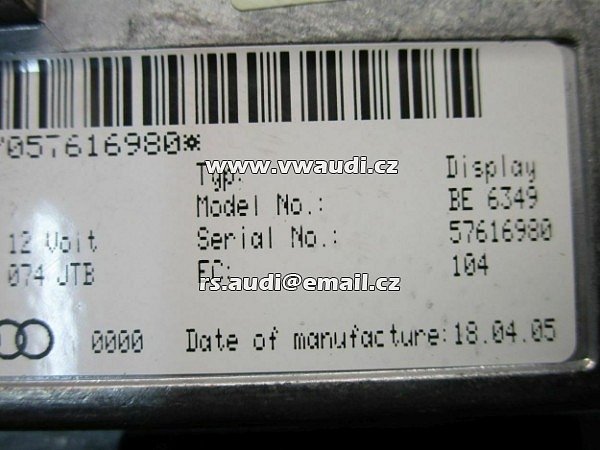 057616980*
www.vwaudi.cz
Typ: Display
Model No.: BE 6349
12 Volt Serial No.: 57616980
074 JTB EC: 104
rs.audi@email.cz
0000 Date of manufacture: 18.04.05